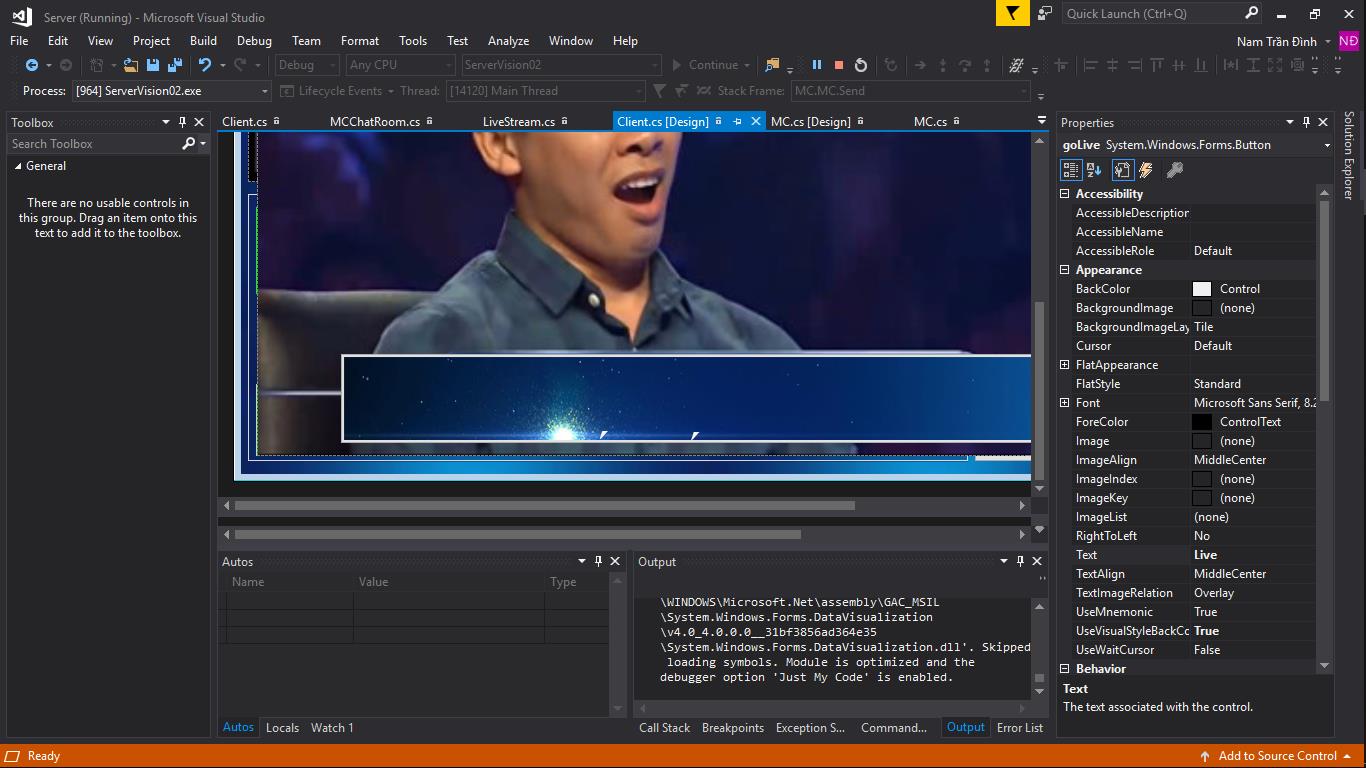 Server (Running) - Microsoft Visual Studio
Quick Launch (Ctrl+Q)
File Edit View Project Build Debug Team Format Tools Test Analyze Window Help
Nam Trần Đình NĐ
Debug Any CPU ServerVision02 Continue
Process: [964] ServerVision02.exe Lifecycle Events Thread: [14120] Main Thread Stack Frame: MC.MC.Send
Toolbox
Search Toolbox
General
There are no usable controls in
this group. Drag an item onto this
text to add it to the toolbox.
Client.cs MCChatRoom.cs LiveStream.cs Client.cs [Design] MC.cs [Design] MC.cs
Autos
Name Value Type
Autos Locals Watch 1
Output
\WINDOWS\Microsoft.Net\assembly\GAC_MSIL
\System.Windows.Forms.DataVisualization
\v4.0_4.0.0.0__31bf3856ad364e35
\System.Windows.Forms.DataVisualization.dll'. Skipped
loading symbols. Module is optimized and the
debugger option 'Just My Code' is enabled.
Call Stack Breakpoints Exception S... Command... Output Error List
Properties
goLive System.Windows.Forms.Button
Accessibility
AccessibleDescription
AccessibleName
AccessibleRole Default
Appearance
BackColor Control
BackgroundImage (none)
BackgroundImageLay Tile
Cursor Default
FlatAppearance
FlatStyle Standard
Font Microsoft Sans Serif, 8.2
ForeColor ControlText
Image (none)
ImageAlign MiddleCenter
ImageIndex (none)
ImageKey (none)
ImageList (none)
RightToLeft No
Text Live
TextAlign MiddleCenter
TextImageRelation Overlay
UseMnemonic True
UseVisualStyleBackCo True
UseWaitCursor False
Behavior
Text
The text associated with the control.
Solution Explorer
Ready
Add to Source Control